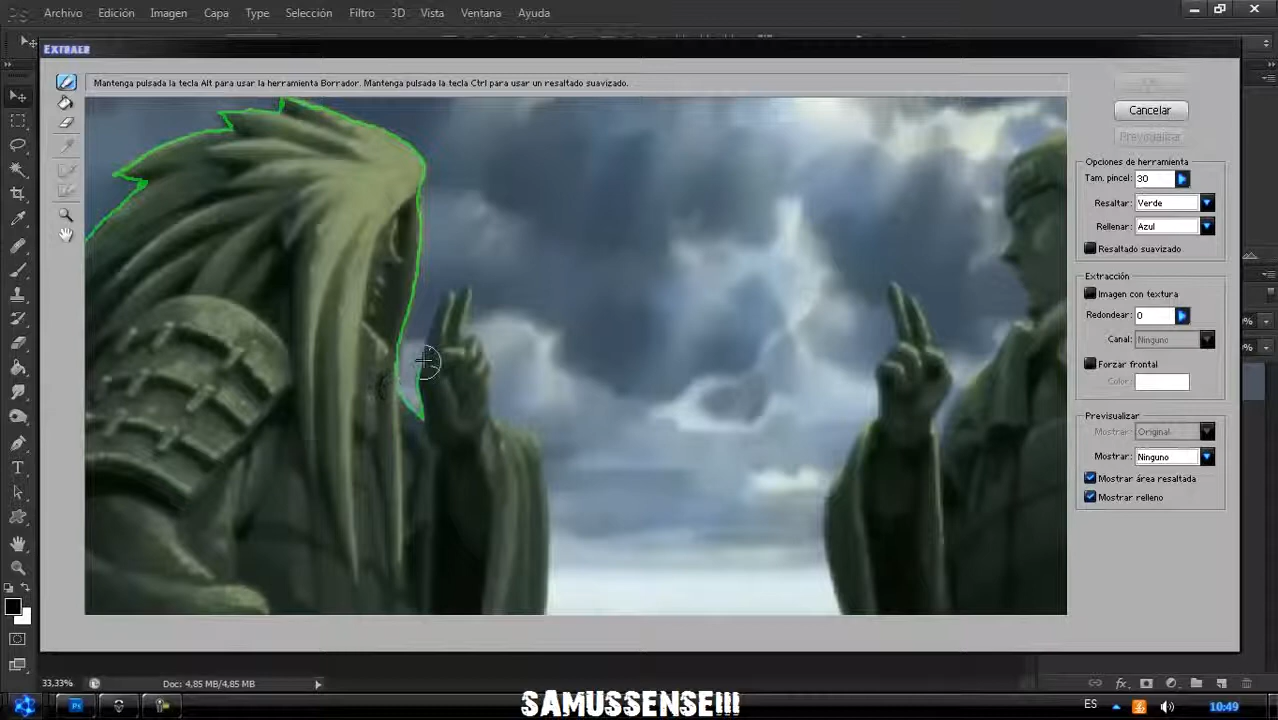 Archivo Edición Imagen Capa Type Selección Filtro 3D Vista Ventana Ayuda
EXTRAER
Mantenga pulsada la tecla Alt para usar la herramienta Borrador. Mantenga pulsada la tecla Ctrl para usar un resaltado suavizado.
Cancelar
Previsualizar
Opciones de herramienta
Tam. pincel: 30
Resaltar: Verde
Rellenar: Azul
Resaltado suavizado
Extracción
Imagen con textura
Redondear: 0
Canal: Ninguno
Forzar frontal
Color:
Previsualizar
Mostrar: Original
Mostrar: Ninguno
Mostrar área resaltada
Mostrar relleno
33,33% Doc: 4,85 MB/4,85 MB
SAMUSSENSE!!!
ES 10:49